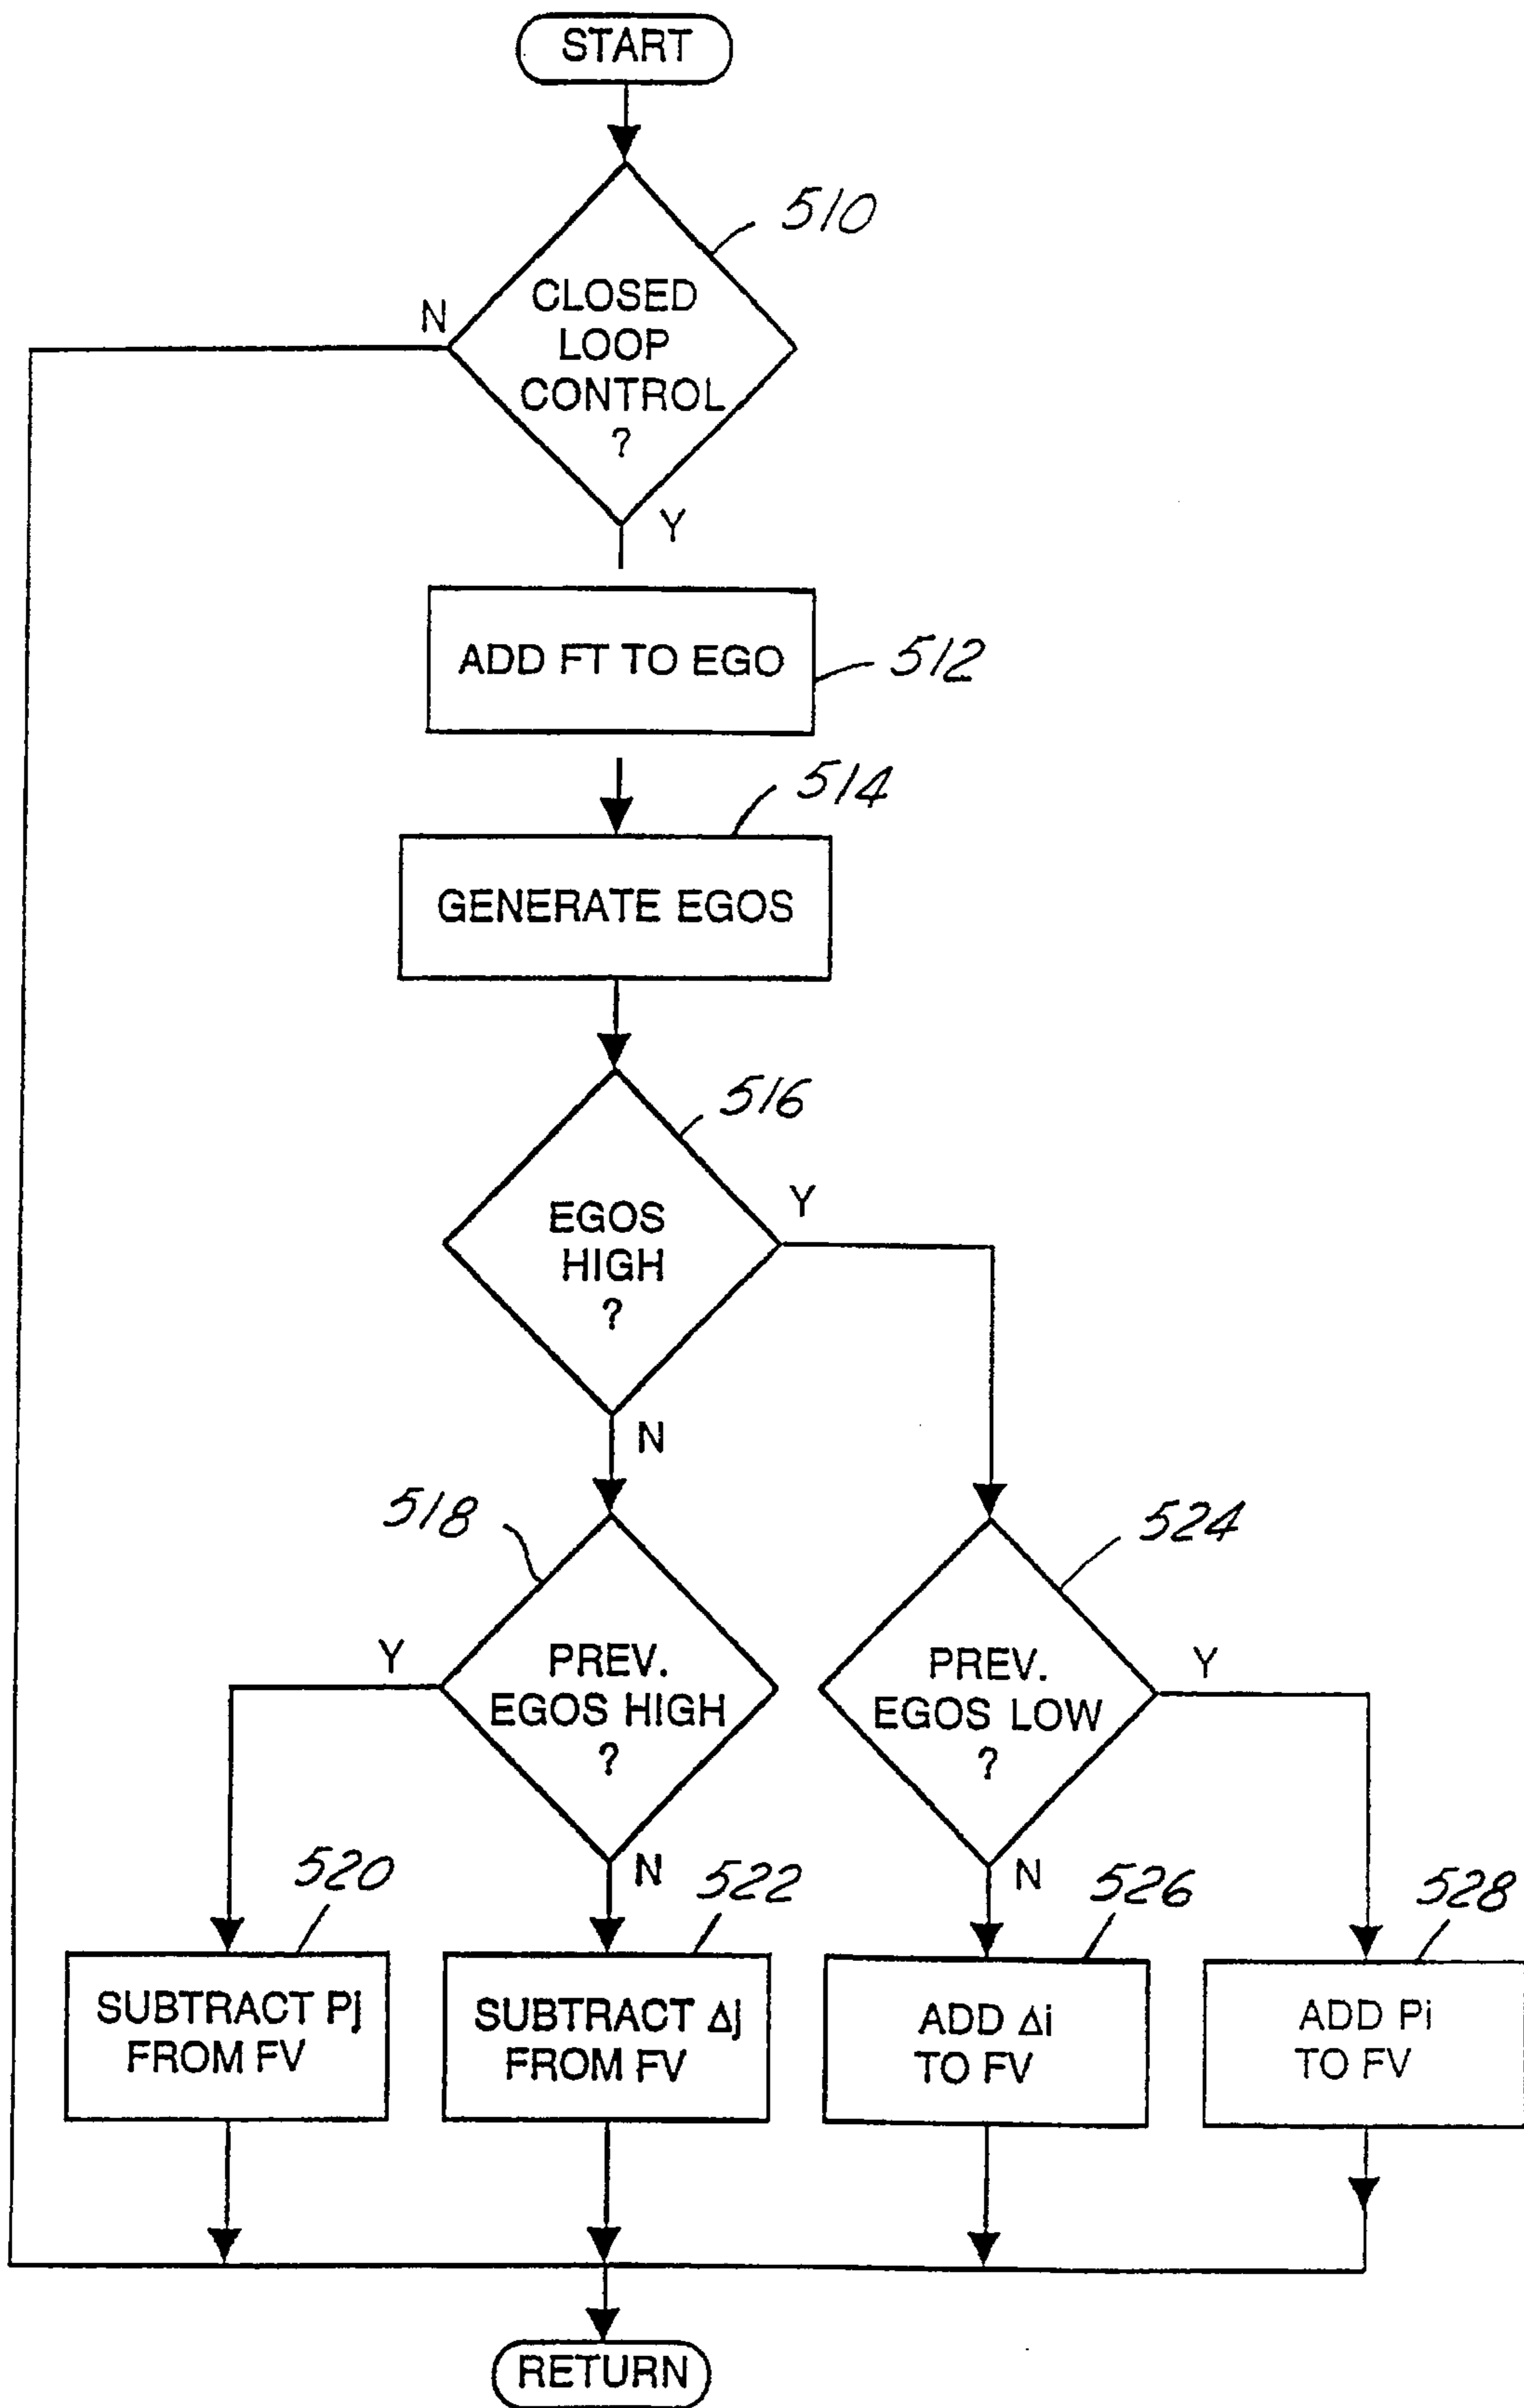 START
510
CLOSED
LOOP
CONTROL
?
N
Y
ADD FT TO EGO
512
514
GENERATE EGOS
516
EGOS
HIGH
?
Y
N
518
524
PREV.
EGOS HIGH
?
Y
N
PREV.
EGOS LOW
?
Y
N
520
522
526
528
SUBTRACT Pj
FROM FV
SUBTRACT Δj
FROM FV
ADD Δi
TO FV
ADD Pi
TO FV
RETURN